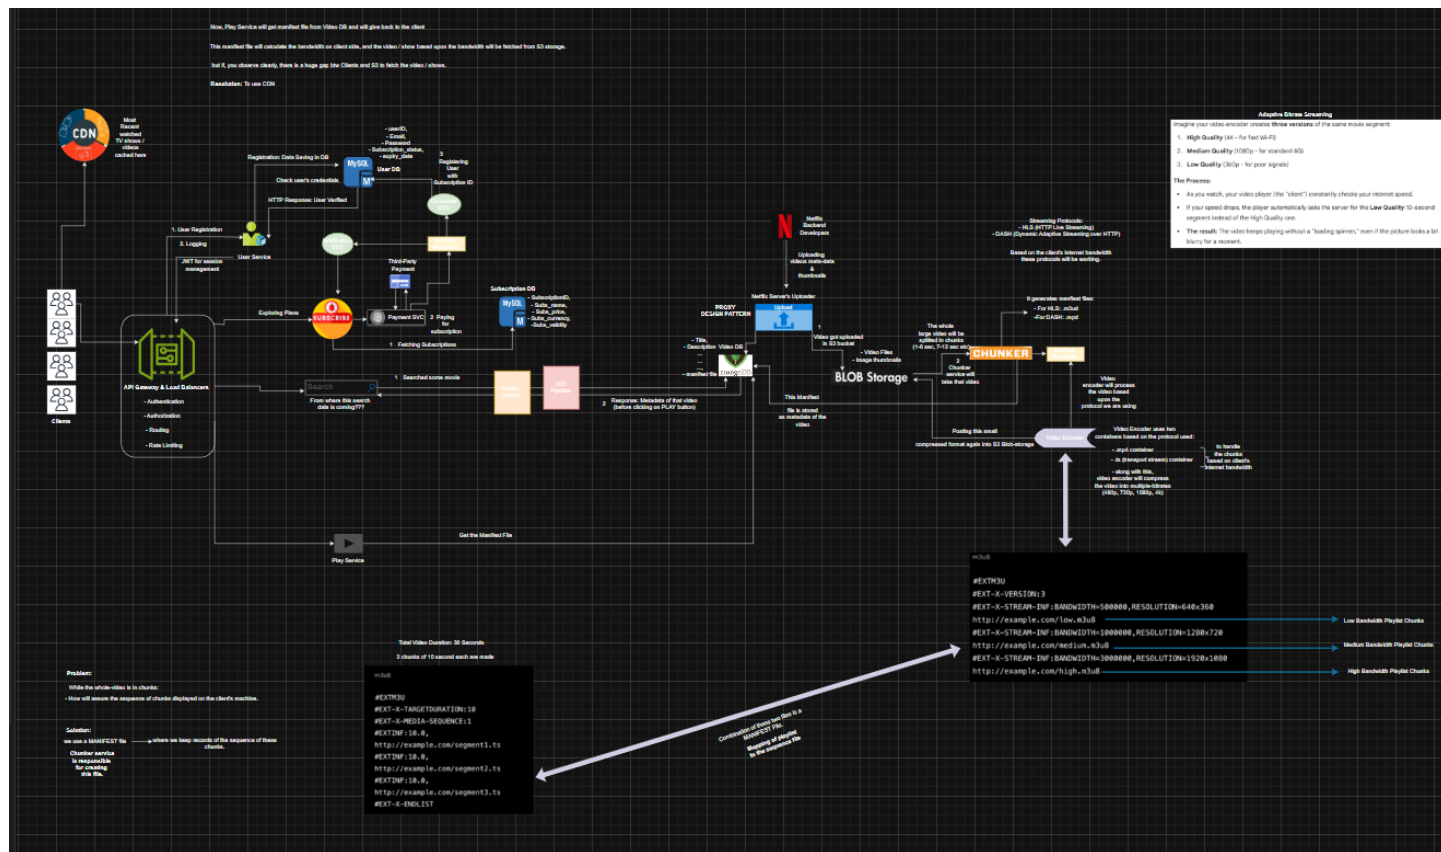 Now, Play Service will get manifest file from Video DB and will give back to the client
This manifest file will calculate the bandwidth on client side, and the video / show based upon the bandwidth will be fetched from S3 storage.
but if, you observe clearly, there is a huge gap btw Clients and S3 to fetch the video / shows.
Resolution: To use CDN
CDN
Most
Recent
watched
TV shows /
videos
cached here
Registration: Data Saving in DB
Check user's credentials
HTTP Response: User Verified
MySQL
User DB
- userID,
- Email,
- Password
- Subscription_status,
- expiry_date
3
Registering
User
with
Subscription ID
1. User Registration
3. Logging
JWT for session
management
User Service
SVC
SVC
Third-Party
Payment
Exploring Plans
SUBSCRIBE
Payment SVC
2 Paying
for
subscription
1 Fetching Subscriptions
Subscription DB
MySQL
- SubscriptionID,
- Subs_name,
- Subs_price,
- Subs_currency,
-Subs_validity
Clients
API Gateway & Load Balancers
- Authentication
- Authorization
- Routing
- Rate Limiting
Search
From where this search
data is coming???
1 Searched some movie
CDC
Pipeline
2 Response: Metadata of that video
(before clicking on PLAY button)
Play Service
Get the Manifest File
Netflix
Backend
Developers
Uploading
videos meta-data
&
thumbnails
Netflix Server's Uploader
Upload
PROXY
DESIGN PATTERN
- Title,
- Description
...
...
- manifest file
Video DB
1
Video got uploaded
in S3 bucket
- Video Files
- Image thumbnails
BLOB Storage
The whole
large video will be
splitted in chunks
(1-6 sec, 7-12 sec etc)
2
Chunker
service will
take that video
CHUNKER
Streaming Protocols:
- HLS (HTTP Live Streaming)
- DASH (Dynamic Adaptive Streaming over HTTP)
Based on the client's internet bandwidth
these protocols will be working.
It generates manifest files:
- For HLS: .m3u8
-For DASH: .mpd
Video
encoder will process
the video based
upon the
protocol we are using
This Manifest
file is stored
as metadata of the
video
Posting this small
compressed format again into S3 Blob-storage
Video Encoder
Video Encoder uses two
containers based on the protocol used:
- .mp4 container
- .ts (transport stream) container
- along with this,
video encoder will compress
the video into multiple-bitrates
(480p, 720p, 1080p, 4k)
to handle
the chunks
based on client's
internet bandwidth
Adaptive Bitrate Streaming
Imagine your video encoder creates three versions of the same movie segment:
1. High Quality (4K - for fast Wi-Fi)
2. Medium Quality (1080p - for standard 4G)
3. Low Quality (360p - for poor signals)
The Process:
• As you watch, your video player (the "client") constantly checks your internet speed.
• If your speed drops, the player automatically asks the server for the Low Quality 10-second
segment instead of the High Quality one.
• The result: The video keeps playing without a "loading spinner," even if the picture looks a bit
blurry for a moment.
m3u8
#EXTM3U
#EXT-X-VERSION:3
#EXT-X-STREAM-INF:BANDWIDTH=500000,RESOLUTION=640x360
http://example.com/low.m3u8
#EXT-X-STREAM-INF:BANDWIDTH=1000000,RESOLUTION=1280x720
http://example.com/medium.m3u8
#EXT-X-STREAM-INF:BANDWIDTH=3000000,RESOLUTION=1920x1080
http://example.com/high.m3u8
Low Bandwidth Playlist Chunks
Medium Bandwidth Playlist Chunks
High Bandwidth Playlist Chunks
Combination of these two files is a
MANIFEST File.
Mapping of playlist
to the sequence file
Total Video Duration: 30 Seconds
3 chunks of 10 second each are made
m3u8
#EXTM3U
#EXT-X-TARGETDURATION:10
#EXT-X-MEDIA-SEQUENCE:1
#EXTINF:10.0,
http://example.com/segment1.ts
#EXTINF:10.0,
http://example.com/segment2.ts
#EXTINF:10.0,
http://example.com/segment3.ts
#EXT-X-ENDLIST
Problem:
While the whole-video is in chunks:
- How will assure the sequence of chunks displayed on the client's machine.
Solution:
we use a MANIFEST file
where we keep records of the sequence of these
chunks.
Chunker service
is responsible
for creating
this file.